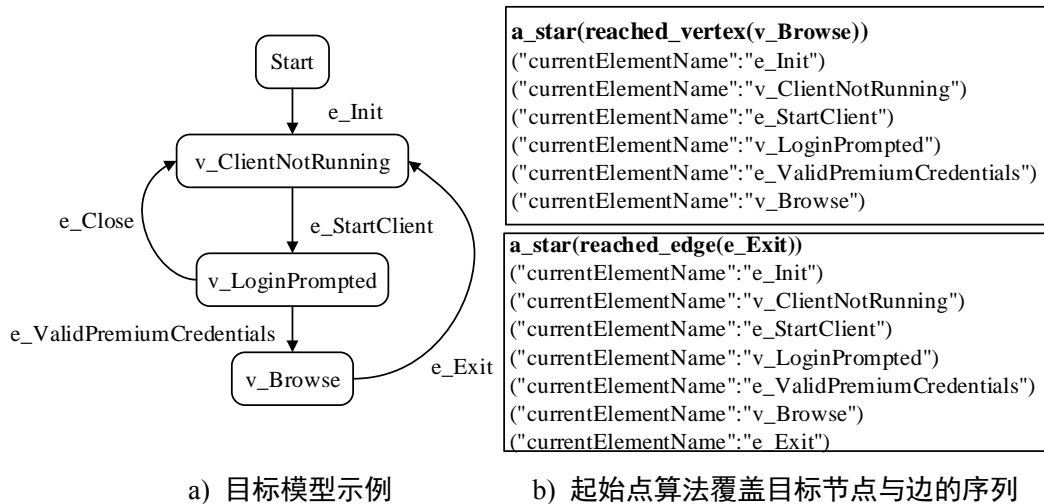 Start
e_Init
v_ClientNotRunning
e_Close
e_StartClient
v_LoginPrompted
e_ValidPremiumCredentials
v_Browse
e_Exit
a) 目标模型示例
a_star(reached_vertex(v_Browse))
("currentElementName":"e_Init")
("currentElementName":"v_ClientNotRunning")
("currentElementName":"e_StartClient")
("currentElementName":"v_LoginPrompted")
("currentElementName":"e_ValidPremiumCredentials")
("currentElementName":"v_Browse")
a_star(reached_edge(e_Exit))
("currentElementName":"e_Init")
("currentElementName":"v_ClientNotRunning")
("currentElementName":"e_StartClient")
("currentElementName":"v_LoginPrompted")
("currentElementName":"e_ValidPremiumCredentials")
("currentElementName":"v_Browse")
("currentElementName":"e_Exit")
b) 起始点算法覆盖目标节点与边的序列